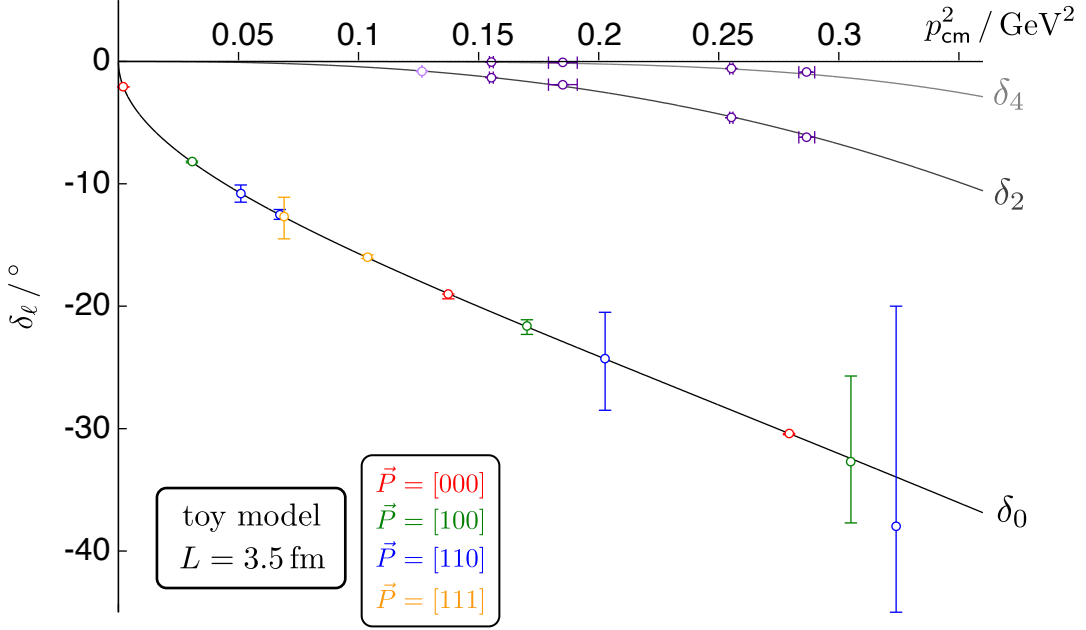 0.05 0.1 0.15 0.2 0.25 0.3 p²cm / GeV²
0
δ₄
-10
δ₂
δℓ / °
-20
-30
P⃗ = [000]
toy model
P⃗ = [100]
δ₀
L = 3.5 fm
-40
P⃗ = [110]
P⃗ = [111]